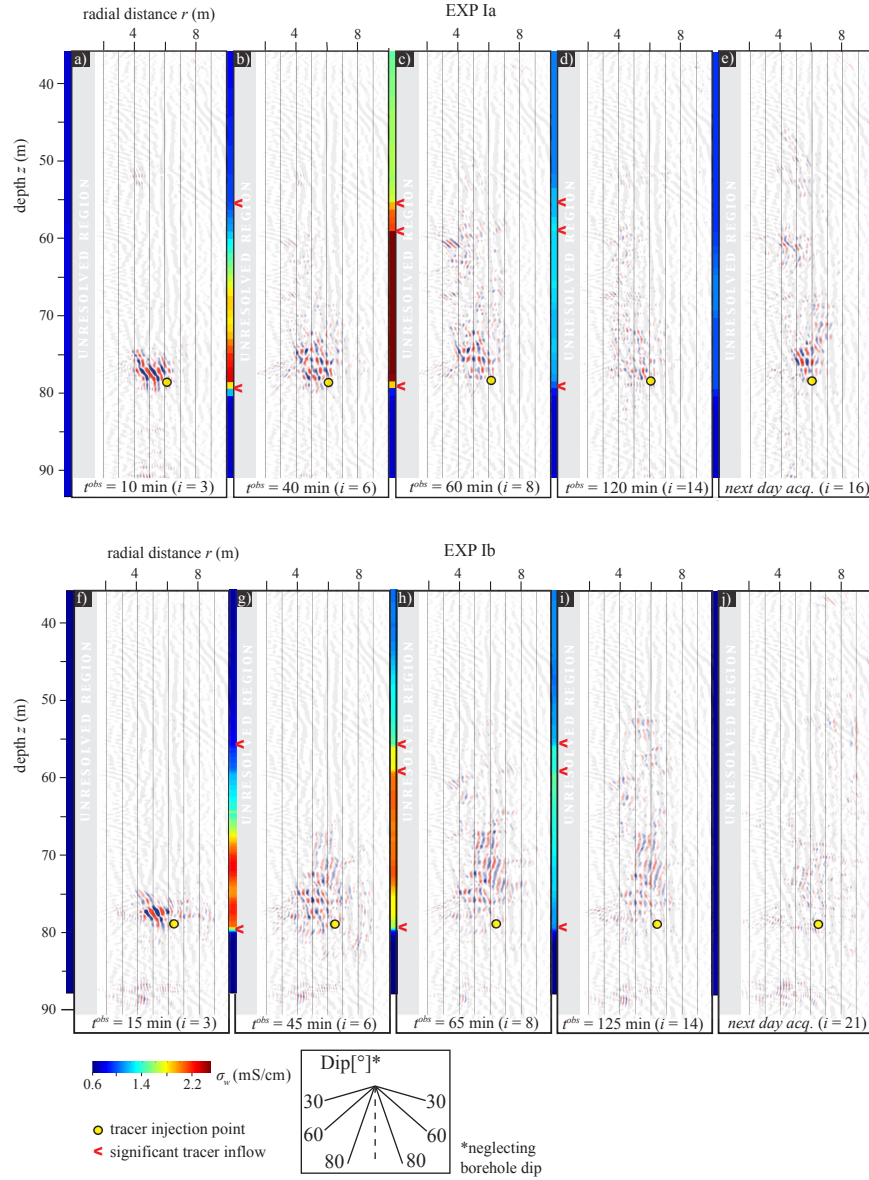 radial distance r (m)
EXP Ia
4 8 4 8 4 8 4 8 4 8
a) b) c) d) e)
depth z (m)
40
50
60
70
80
90
UNRESOLVED REGION
UNRESOLVED REGION
UNRESOLVED REGION
UNRESOLVED REGION
UNRESOLVED REGION
t^obs = 10 min (i = 3)
t^obs = 40 min (i = 6)
t^obs = 60 min (i = 8)
t^obs = 120 min (i =14)
next day acq. (i = 16)
radial distance r (m)
EXP Ib
4 8 4 8 4 8 4 8 4 8
f) g) h) i) j)
depth z (m)
40
50
60
70
80
90
UNRESOLVED REGION
UNRESOLVED REGION
UNRESOLVED REGION
UNRESOLVED REGION
UNRESOLVED REGION
t^obs = 15 min (i = 3)
t^obs = 45 min (i = 6)
t^obs = 65 min (i = 8)
t^obs = 125 min (i = 14)
next day acq. (i = 21)
σw (mS/cm)
0.6 1.4 2.2
tracer injection point
< significant tracer inflow
Dip[°]*
30 30
60 60
80 80
*neglecting
borehole dip